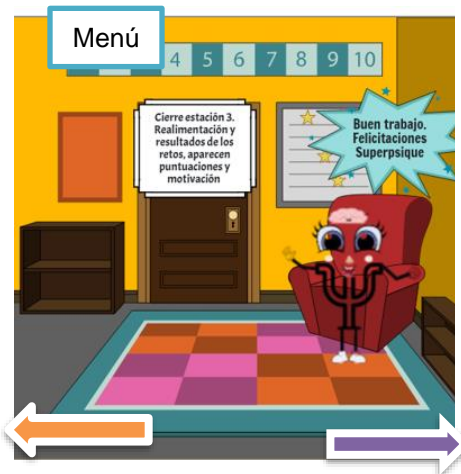 Menú
4 5 6 7 8 9 10
Cierre estación 3.
Realimentación y
resultados de los
retos, aparecen
puntuaciones y
motivación
Buen trabajo.
Felicitaciones
Superpsique